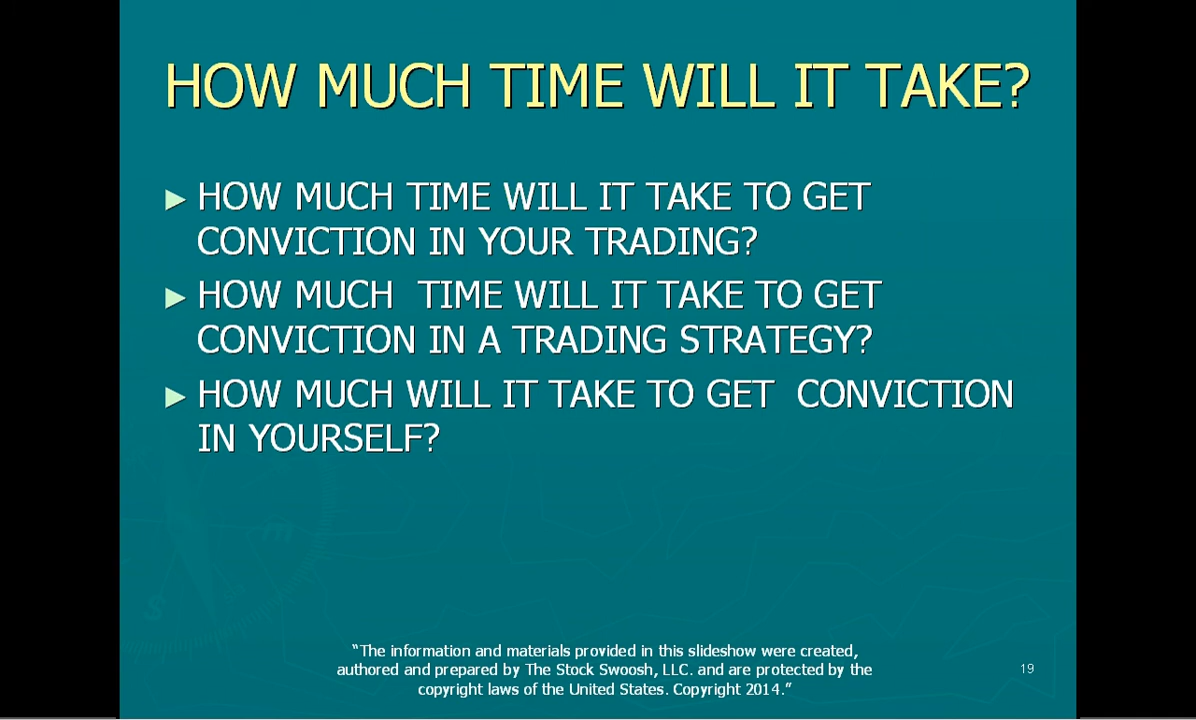 HOW MUCH TIME WILL IT TAKE?
► HOW MUCH TIME WILL IT TAKE TO GET
CONVICTION IN YOUR TRADING?
► HOW MUCH  TIME WILL IT TAKE TO GET
CONVICTION IN A TRADING STRATEGY?
► HOW MUCH WILL IT TAKE TO GET  CONVICTION
IN YOURSELF?
“The information and materials provided in this slideshow were created,
authored and prepared by The Stock Swoosh, LLC. and are protected by the
copyright laws of the United States. Copyright 2014.”
19